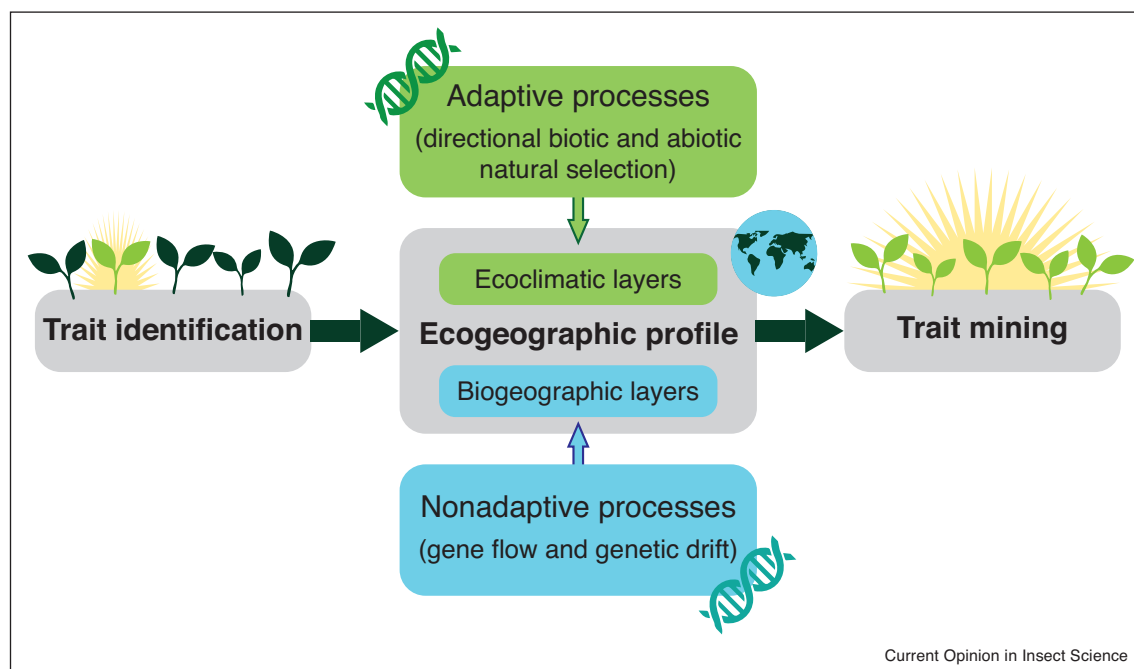 Adaptive processes
(directional biotic and abiotic
natural selection)
Trait identification
Ecoclimatic layers
Ecogeographic profile
Biogeographic layers
Trait mining
Nonadaptive processes
(gene flow and genetic drift)
Current Opinion in Insect Science